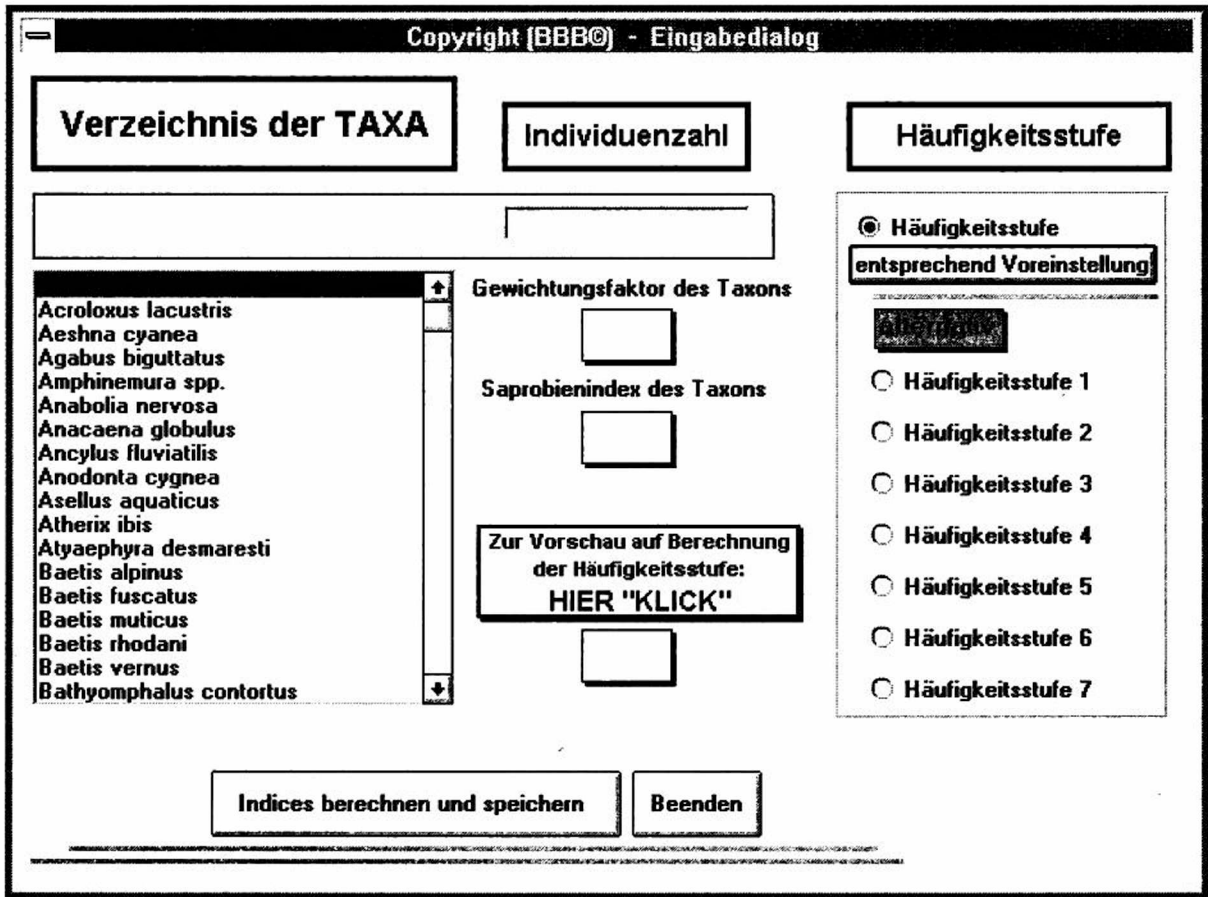 Copyright (BBB©) - Eingabedialog
Verzeichnis der TAXA
Individuenzahl
Häufigkeitsstufe
Acroloxus lacustris
Aeshna cyanea
Agabus biguttatus
Amphinemura spp.
Anabolia nervosa
Anacaena globulus
Ancylus fluviatilis
Anodonta cygnea
Asellus aquaticus
Atherix ibis
Atyaephyra desmaresti
Baetis alpinus
Baetis fuscatus
Baetis muticus
Baetis rhodani
Baetis vernus
Bathyomphalus contortus
Gewichtungsfaktor des Taxons
Saprobienindex des Taxons
Zur Vorschau auf Berechnung
der Häufigkeitsstufe:
HIER "KLICK"
Häufigkeitsstufe
entsprechend Voreinstellung
Häufigkeitsstufe 1
Häufigkeitsstufe 2
Häufigkeitsstufe 3
Häufigkeitsstufe 4
Häufigkeitsstufe 5
Häufigkeitsstufe 6
Häufigkeitsstufe 7
Indices berechnen und speichern
Beenden